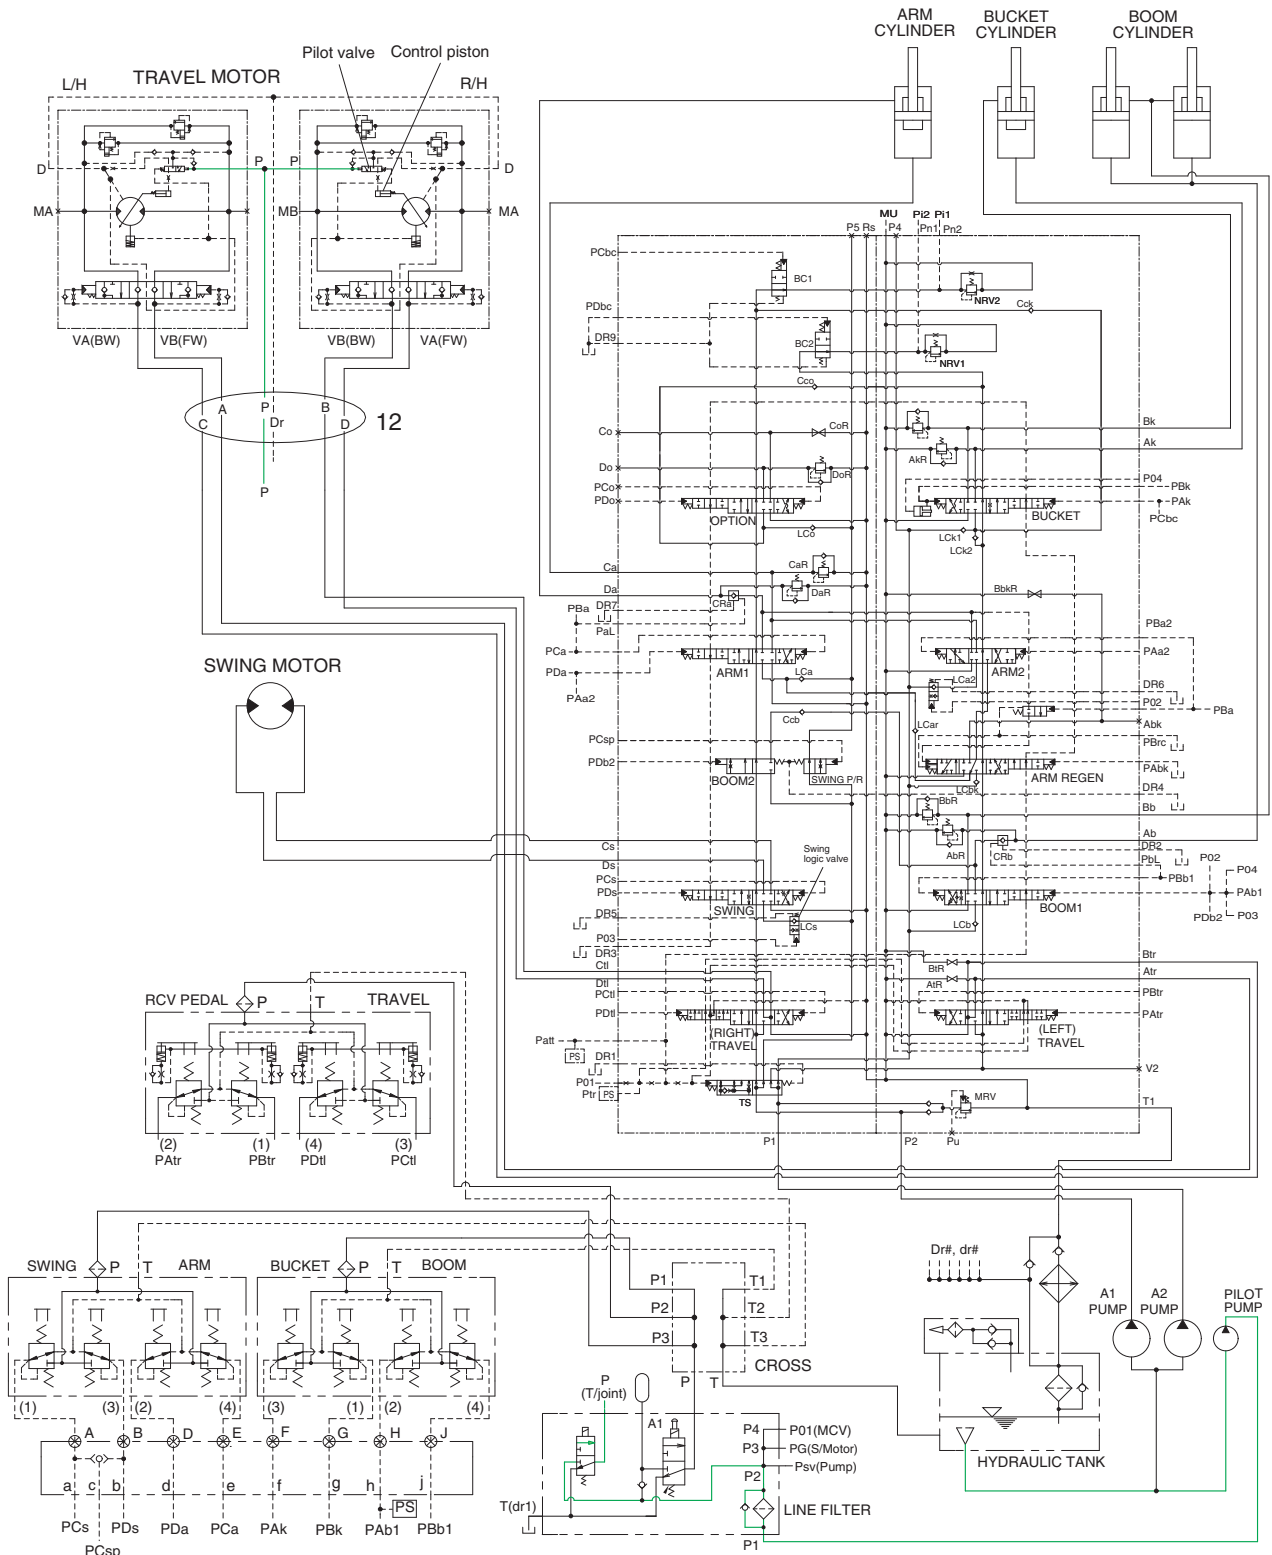 ARM
CYLINDER
BUCKET
CYLINDER
BOOM
CYLINDER
Pilot valve
Control piston
L/H
TRAVEL MOTOR
R/H
D
P
P
D
MA
MB
MA
VA(BW)
VB(FW)
VB(BW)
VA(FW)
C
A
P
Dr
B
D
12
P
SWING MOTOR
P5
Rs
MU
P4
Pi2
Pi1
Pn1
Pn2
PCbc
BC1
NRV2
Cck
PDbc
DR9
BC2
NRV1
Cco
Co
CoR
Bk
Ak
AkR
Do
DoR
P04
PCo
PBk
PDo
PAk
OPTION
BUCKET
PCbc
LCo
LCk1
LCk2
Ca
CaR
Da
DaR
CRa
BbkR
PBa
DR7
PaL
PBa2
PCa
PAa2
PDa
ARM1
ARM2
LCa
LCa2
DR6
PAa2
P02
PBa
Ccb
LCar
Abk
PCsp
PBrc
PDb2
PAbk
BOOM2
SWING P/R
ARM REGEN
LCbk
DR4
BbR
Bb
Ab
AbR
CRb
DR2
Cs
Swing
logic valve
Ds
PbL
P02
PCs
PBb1
P04
PDs
PAb1
SWING
BOOM1
PDb2
P03
DR5
LCs
LCb
P03
DR3
Btr
Ctl
BtR
Atr
Dtl
AtR
PCtl
PBtr
PDtl
PAtr
(RIGHT)
TRAVEL
(LEFT)
TRAVEL
Patt
PS
DR1
V2
P01
Ptr
PS
TS
MRV
T1
P1
P2
Pu
RCV PEDAL
P
T
TRAVEL
(2)
(1)
(4)
(3)
PAtr
PBtr
PDtl
PCtl
SWING
P
T
ARM
BUCKET
P
T
BOOM
P1
T1
P2
T2
P3
T3
CROSS
P
T
Dr#, dr#
A1
PUMP
A2
PUMP
PILOT
PUMP
HYDRAULIC TANK
(1)
(3)
(2)
(4)
(3)
(1)
(2)
(4)
A
B
D
E
F
G
H
J
a
c
b
d
e
f
g
h
j
PS
PCs
PDs
PDa
PCa
PAk
PBk
PAb1
PBb1
PCsp
P
(T/joint)
A1
P4
P01(MCV)
P3
PG(S/Motor)
Psv(Pump)
P2
T(dr1)
LINE FILTER
P1